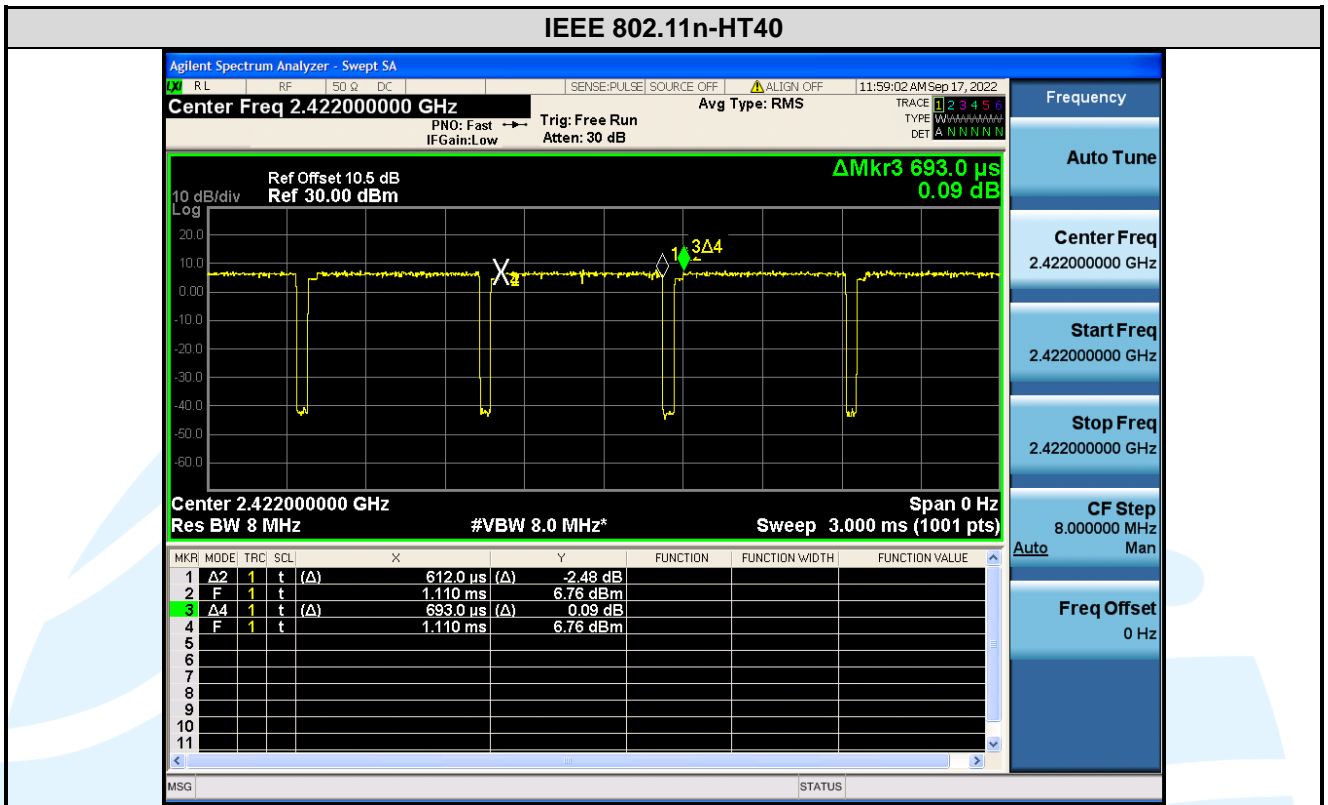 IEEE 802.11n-HT40
Agilent Spectrum Analyzer - Swept SA
LXI RL RF 50 Ω DC SENSE:PULSE SOURCE OFF ALIGN OFF 11:59:02 AM Sep 17, 2022
Center Freq 2.422000000 GHz
PNO: Fast
IFGain:Low
Trig: Free Run
Atten: 30 dB
Avg Type: RMS
TRACE 1 2 3 4 5 6
TYPE
DET A N N N N N
ΔMkr3 693.0 µs
0.09 dB
Ref Offset 10.5 dB
10 dB/div Ref 30.00 dBm
Log
20.0
10.0
0.00
-10.0
-20.0
-30.0
-40.0
-50.0
-60.0
X
3Δ4
Center 2.422000000 GHz Span 0 Hz
Res BW 8 MHz #VBW 8.0 MHz* Sweep 3.000 ms (1001 pts)
MKR MODE TRC SCL X Y FUNCTION FUNCTION WIDTH FUNCTION VALUE
1 Δ2 1 t (Δ) 612.0 µs (Δ) -2.48 dB
2 F 1 t 1.110 ms 6.76 dBm
3 Δ4 1 t (Δ) 693.0 µs (Δ) 0.09 dB
4 F 1 t 1.110 ms 6.76 dBm
5
6
7
8
9
10
11
MSG STATUS
Frequency
Auto Tune
Center Freq
2.422000000 GHz
Start Freq
2.422000000 GHz
Stop Freq
2.422000000 GHz
CF Step
8.000000 MHz
Auto Man
Freq Offset
0 Hz